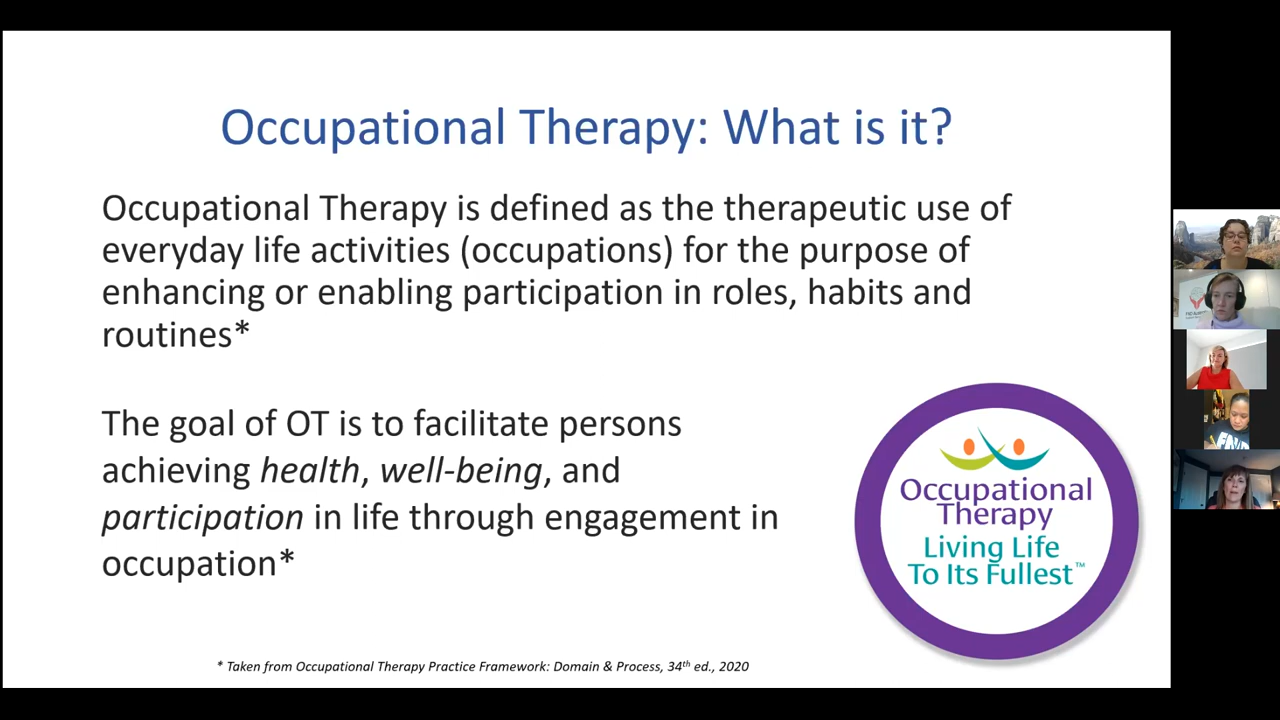 Occupational Therapy: What is it?
Occupational Therapy is defined as the therapeutic use of
everyday life activities (occupations) for the purpose of
enhancing or enabling participation in roles, habits and
routines*
The goal of OT is to facilitate persons
achieving health, well-being, and
participation in life through engagement in
occupation*
Occupational
Therapy
Living Life
To Its Fullest™
* Taken from Occupational Therapy Practice Framework: Domain & Process, 34th ed., 2020
FND